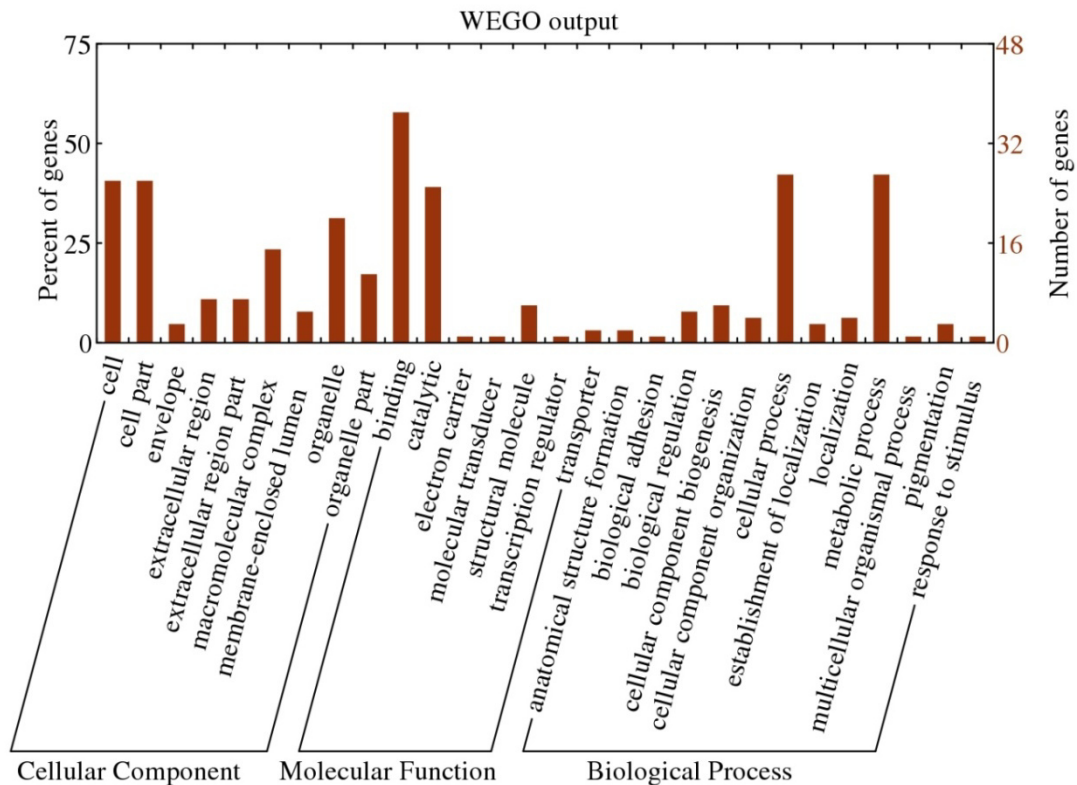 WEGO output
Percent of genes
75
50
25
0
Number of genes
48
32
16
0
cell
cell part
envelope
extracellular region
extracellular region part
macromolecular complex
membrane-enclosed lumen
organelle
organelle part
binding
catalytic
electron carrier
molecular transducer
structural molecule
transcription regulator
transporter
anatomical structure formation
biological adhesion
biological regulation
cellular component biogenesis
cellular component organization
cellular process
establishment of localization
localization
metabolic process
multicellular organismal process
pigmentation
response to stimulus
Cellular Component
Molecular Function
Biological Process